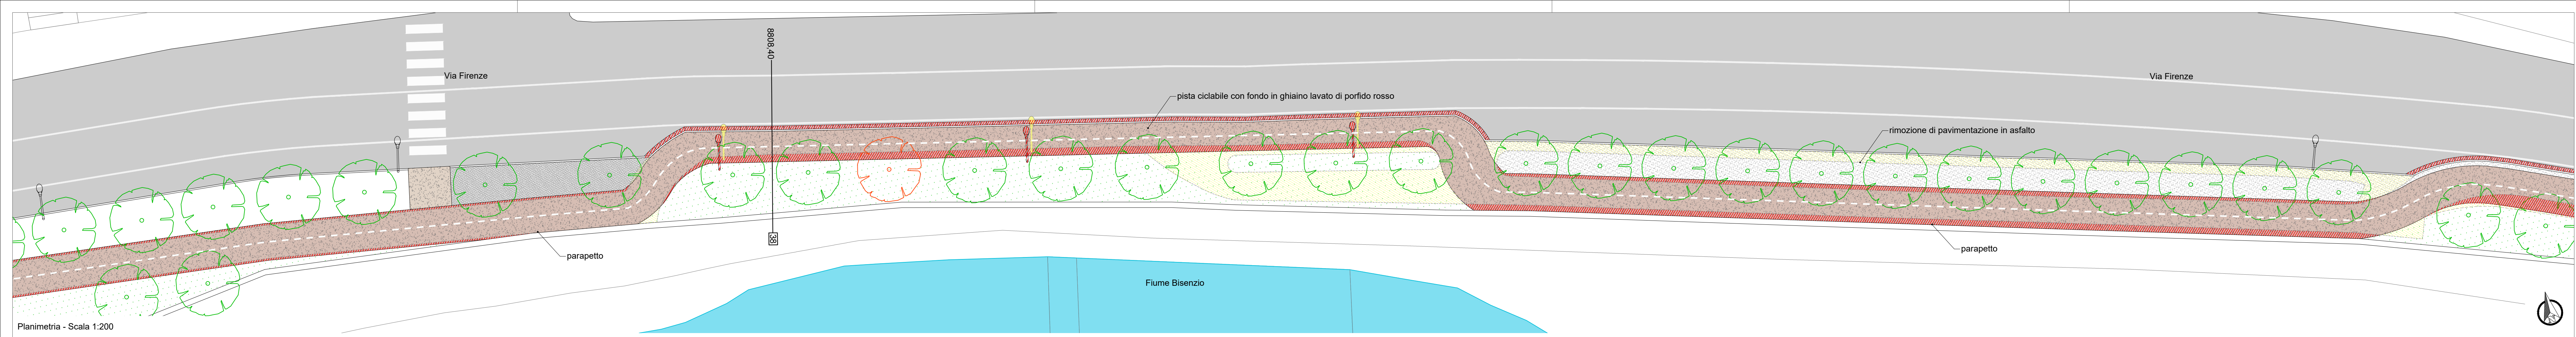 8808.40
Via Firenze
Via Firenze
pista ciclabile con fondo in ghiaino lavato di porfido rosso
rimozione di pavimentazione in asfalto
38
parapetto
parapetto
Fiume Bisenzio
Planimetria - Scala 1:200